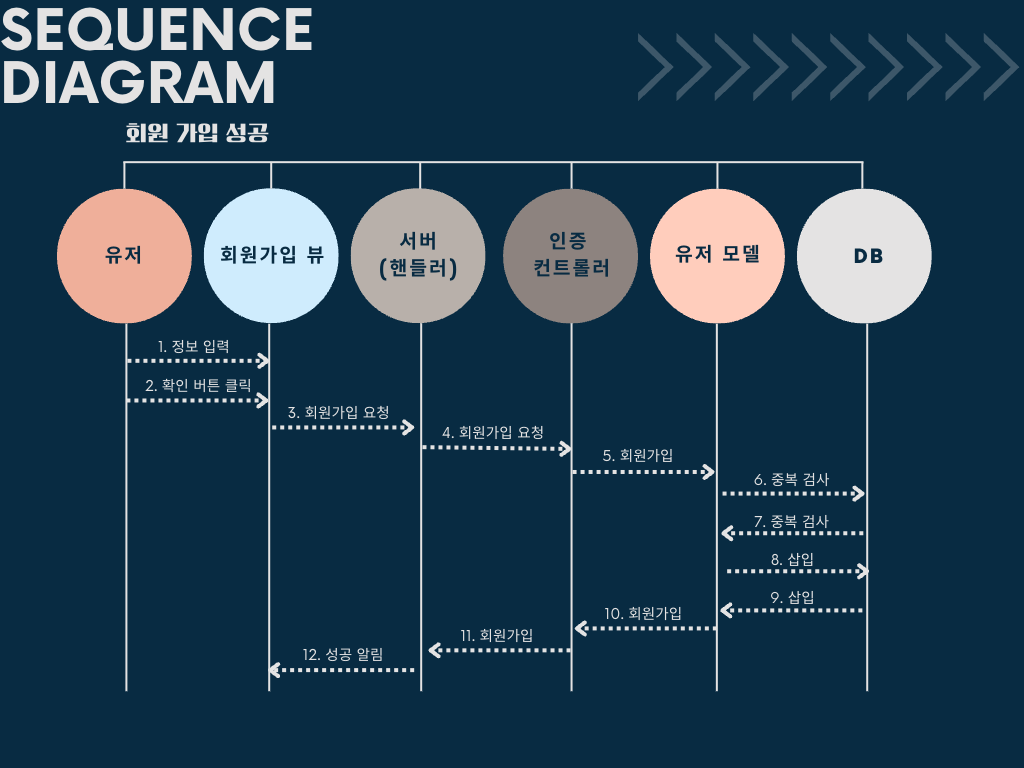 SEQUENCE
DIAGRAM
회원 가입 성공
유저
회원가입 뷰
서버
(핸들러)
인증
컨트롤러
유저 모델
DB
1. 정보 입력
2. 확인 버튼 클릭
3. 회원가입 요청
4. 회원가입 요청
5. 회원가입
6. 중복 검사
7. 중복 검사
8. 삽입
9. 삽입
10. 회원가입
11. 회원가입
12. 성공 알림